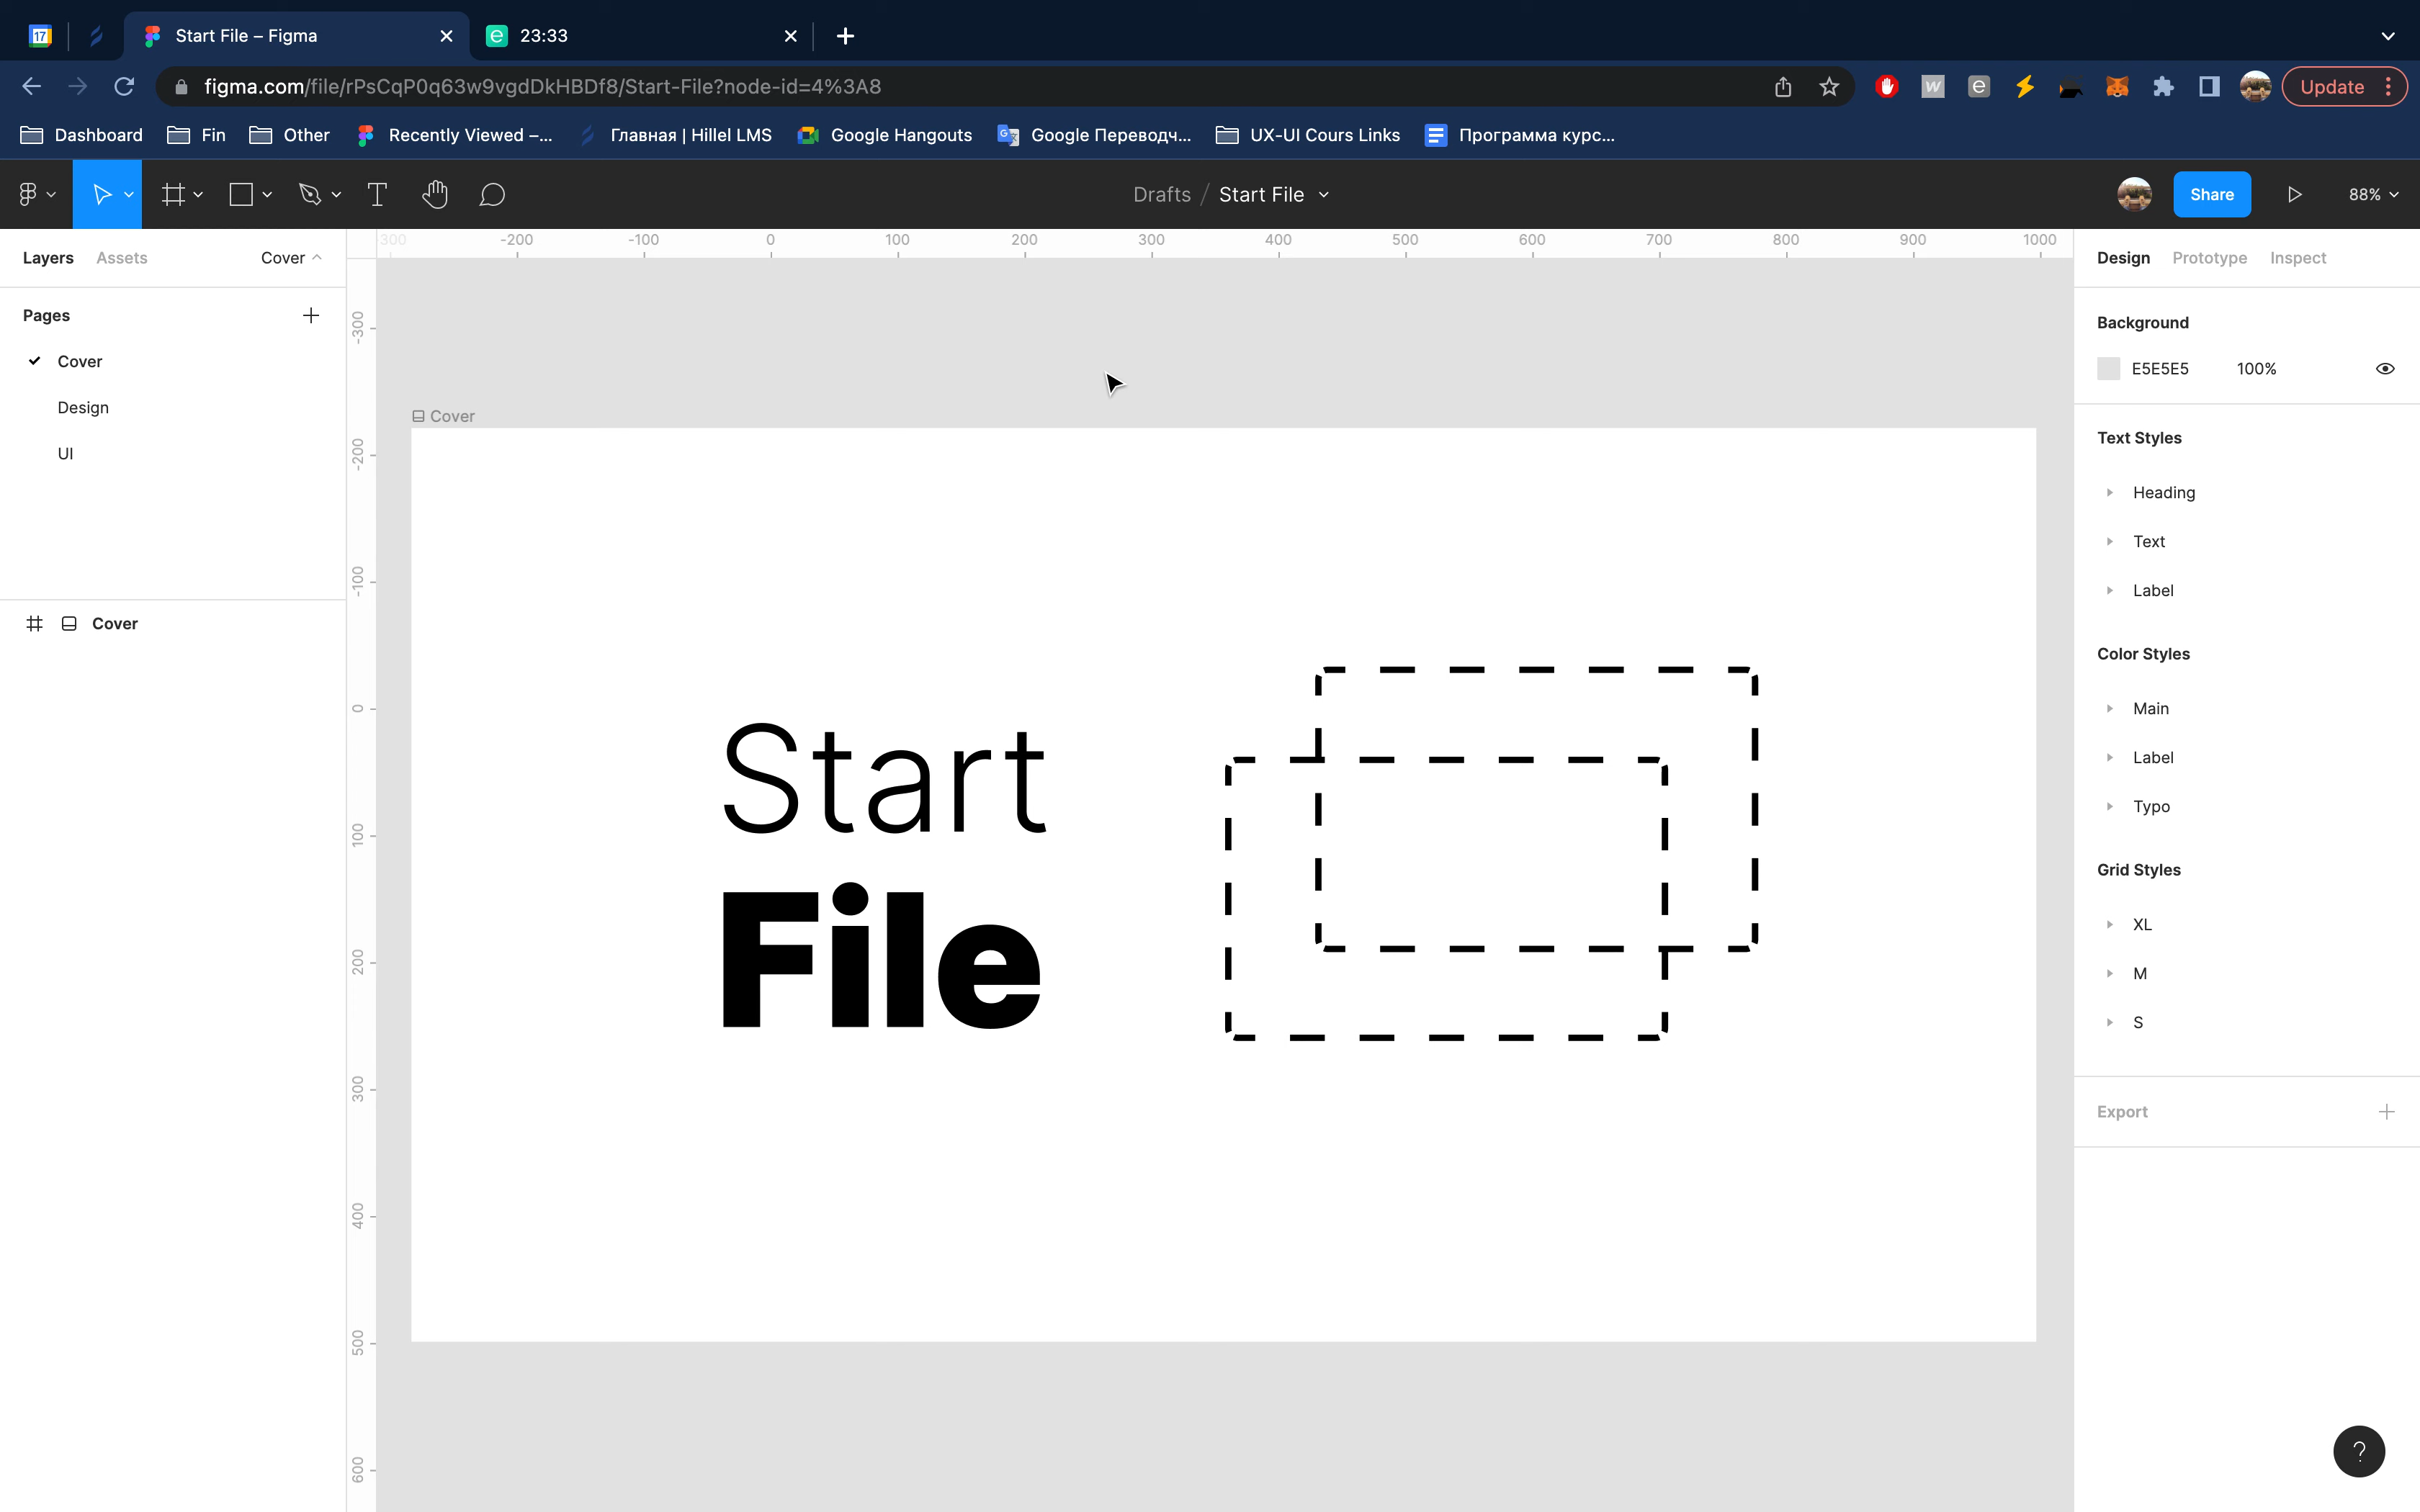 17
Start File – Figma
23:33
figma.com/file/rPsCqP0q63w9vgdDkHBDf8/Start-File?node-id=4%3A8
Update
Dashboard Fin Other Recently Viewed –... Главная | Hillel LMS Google Hangouts Google Переводч... UX-UI Cours Links Программа курс...
Drafts / Start File
Share
88%
Layers Assets Cover
-300 -200 -100 0 100 200 300 400 500 600 700 800 900 1000
Design Prototype Inspect
Pages
Cover
Design
UI
Cover
-300
-200
-100
0
100
200
300
400
500
600
Cover
Start
File
Background
E5E5E5 100%
Text Styles
Heading
Text
Label
Color Styles
Main
Label
Typo
Grid Styles
XL
M
S
Export
?